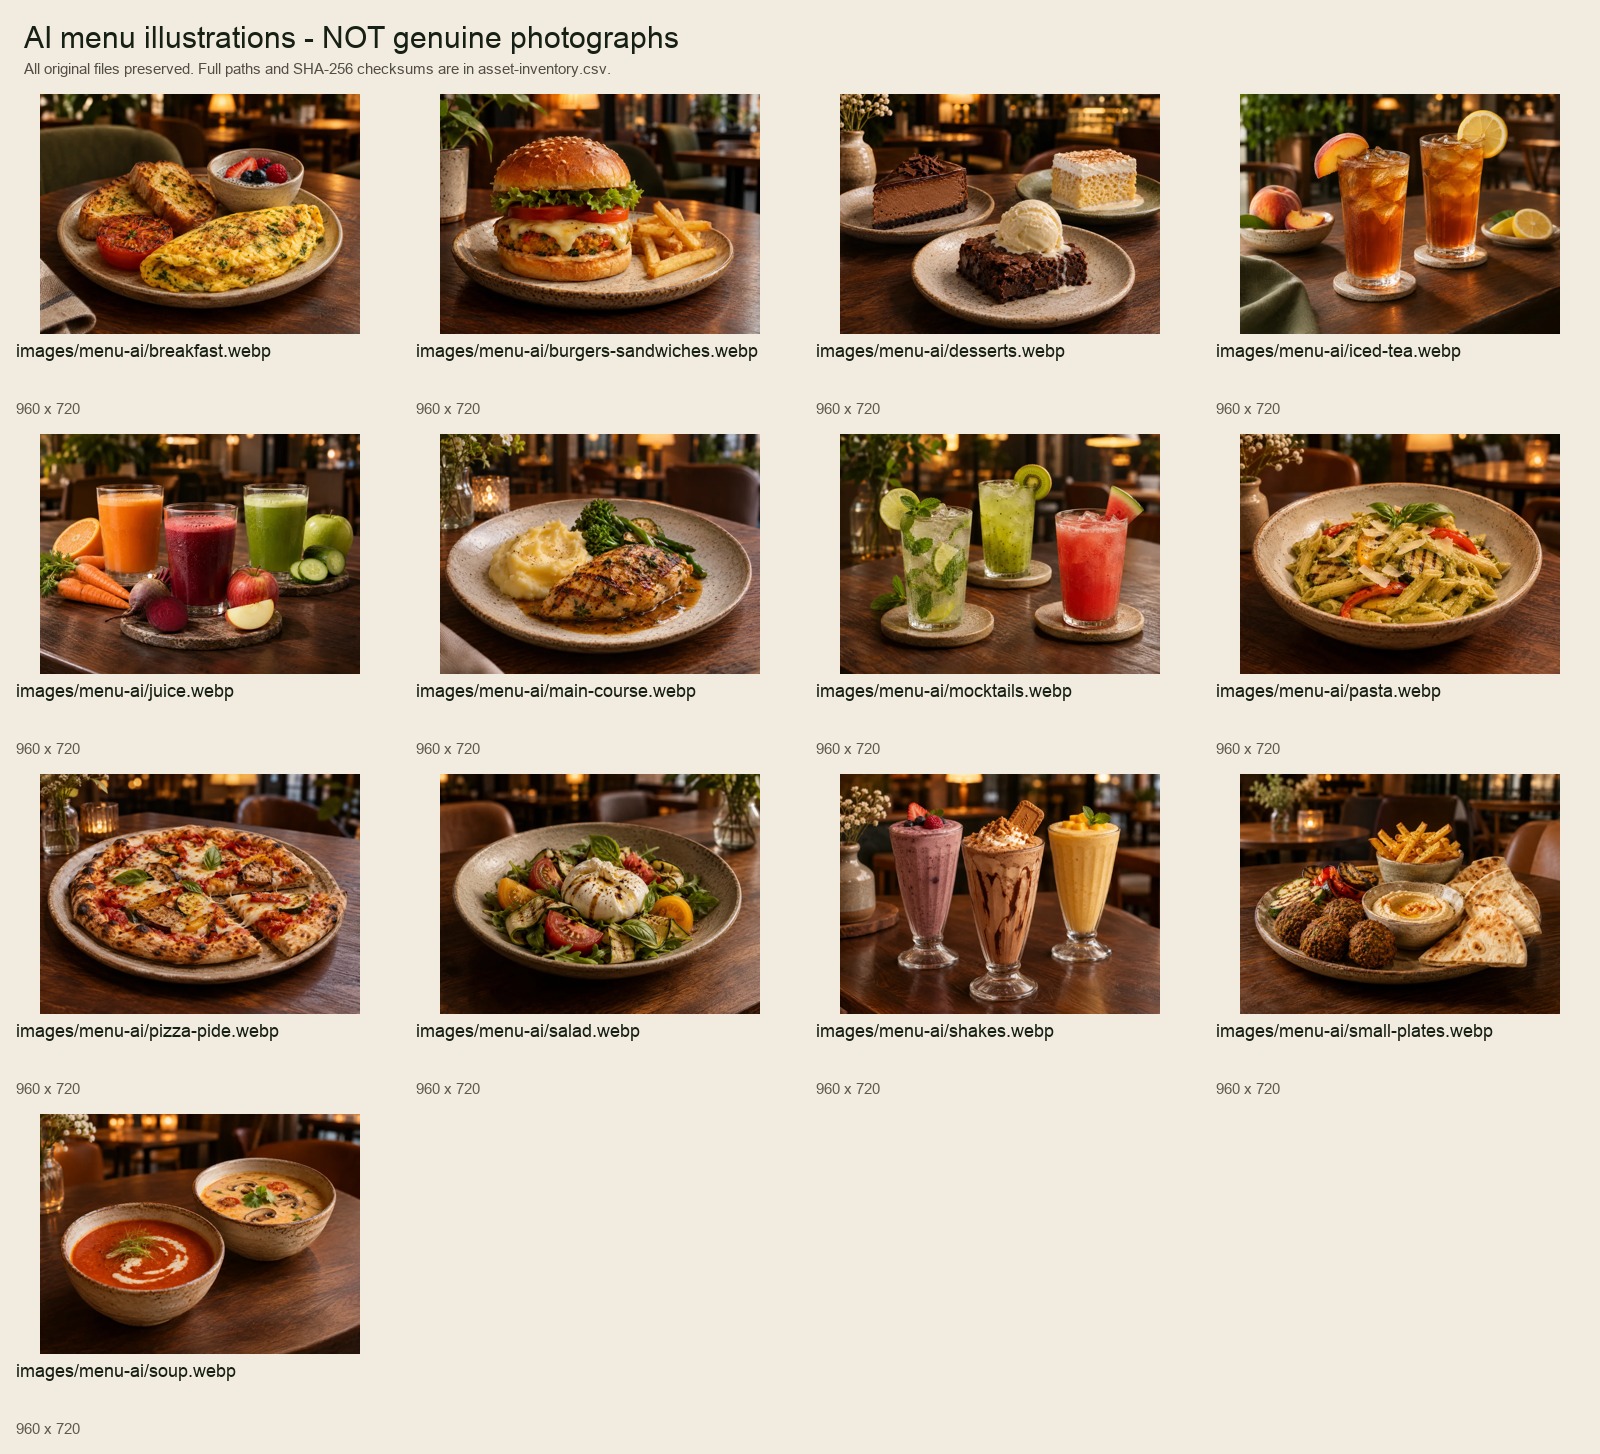 AI menu illustrations - NOT genuine photographs
All original files preserved. Full paths and SHA-256 checksums are in asset-inventory.csv.
images/menu-ai/breakfast.webp
images/menu-ai/burgers-sandwiches.webp
images/menu-ai/desserts.webp
images/menu-ai/iced-tea.webp
960 x 720
960 x 720
960 x 720
960 x 720
images/menu-ai/juice.webp
images/menu-ai/main-course.webp
images/menu-ai/mocktails.webp
images/menu-ai/pasta.webp
960 x 720
960 x 720
960 x 720
960 x 720
images/menu-ai/pizza-pide.webp
images/menu-ai/salad.webp
images/menu-ai/shakes.webp
images/menu-ai/small-plates.webp
960 x 720
960 x 720
960 x 720
960 x 720
images/menu-ai/soup.webp
960 x 720